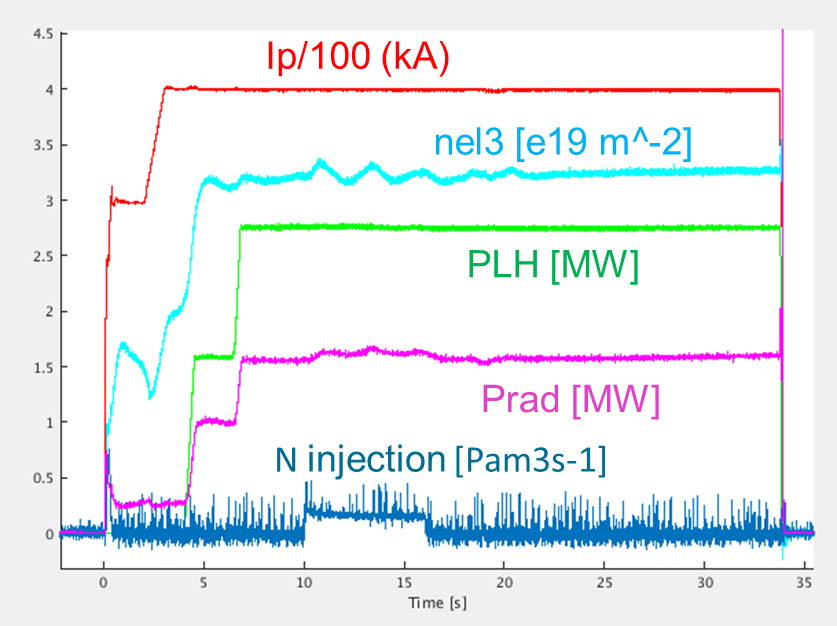 4.5
Ip/100 (kA)
4
3.5
nel3 [e19 m^-2]
3
2.5
PLH [MW]
2
1.5
Prad [MW]
1
N injection [Pam3s-1]
0.5
0
0 5 10 15 20 25 30 35
Time [s]